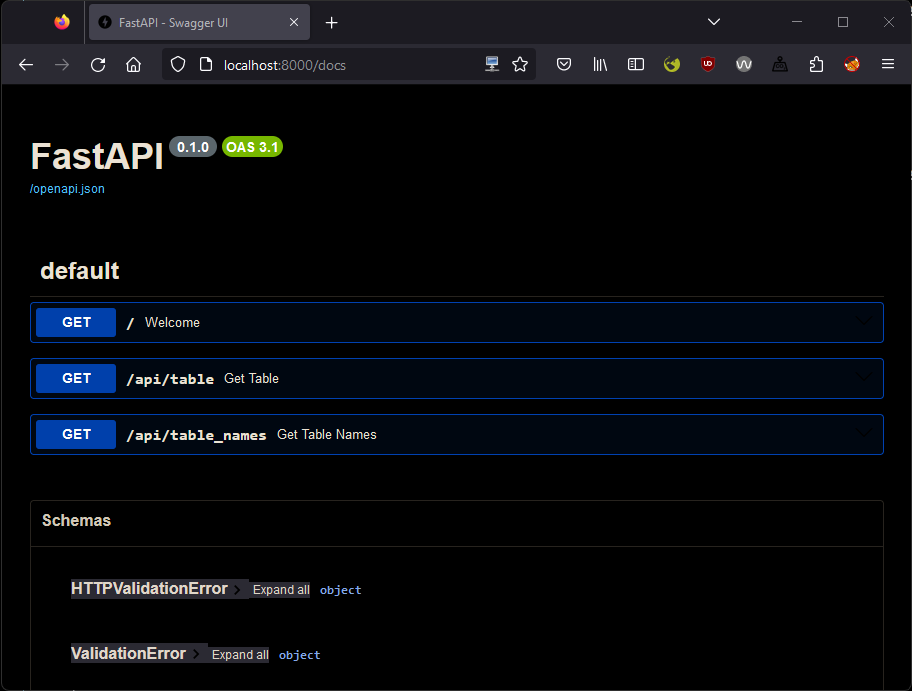 FastAPI - Swagger UI
localhost:8000/docs
FastAPI 0.1.0 OAS 3.1
/openapi.json
default
GET / Welcome
GET /api/table Get Table
GET /api/table_names Get Table Names
Schemas
HTTPValidationError Expand all object
ValidationError Expand all object